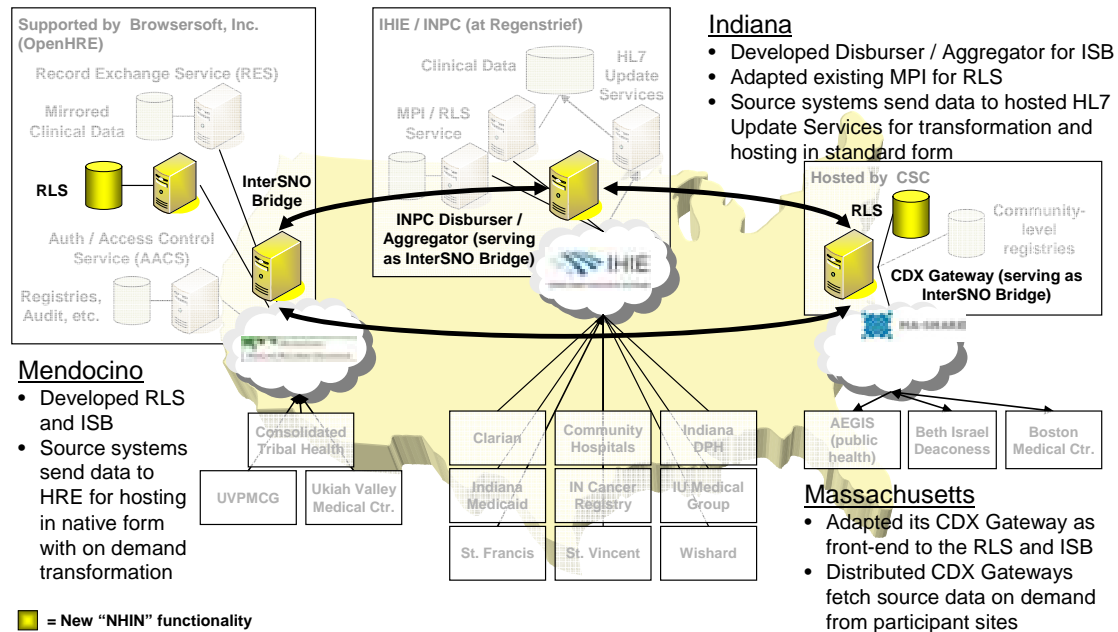 Supported by Browsersoft, Inc.
(OpenHRE)
Record Exchange Service (RES)
Mirrored
Clinical Data
RLS
InterSNO
Bridge
Auth / Access Control
Service (AACS)
Registries,
Audit, etc.
IHIE / INPC (at Regenstrief)
Clinical Data
HL7
Update
Services
MPI / RLS
Service
INPC Disburser /
Aggregator (serving
as InterSNO Bridge)
IHIE
Indiana
• Developed Disburser / Aggregator for ISB
• Adapted existing MPI for RLS
• Source systems send data to hosted HL7
Update Services for transformation and
hosting in standard form
Hosted by CSC
RLS
Community-
level
registries
CDX Gateway (serving as
InterSNO Bridge)
MA-SHARE
Mendocino
• Developed RLS
and ISB
• Source systems
send data to
HRE for hosting
in native form
with on demand
transformation
Consolidated
Tribal Health
UVPMCG
Ukiah Valley
Medical Ctr.
Clarian
Community
Hospitals
Indiana
DPH
Indiana
Medicaid
IN Cancer
Registry
IU Medical
Group
St. Francis
St. Vincent
Wishard
AEGIS
(public
health)
Beth Israel
Deaconess
Boston
Medical Ctr.
Massachusetts
• Adapted its CDX Gateway as
front-end to the RLS and ISB
• Distributed CDX Gateways
fetch source data on demand
from participant sites
= New “NHIN” functionality